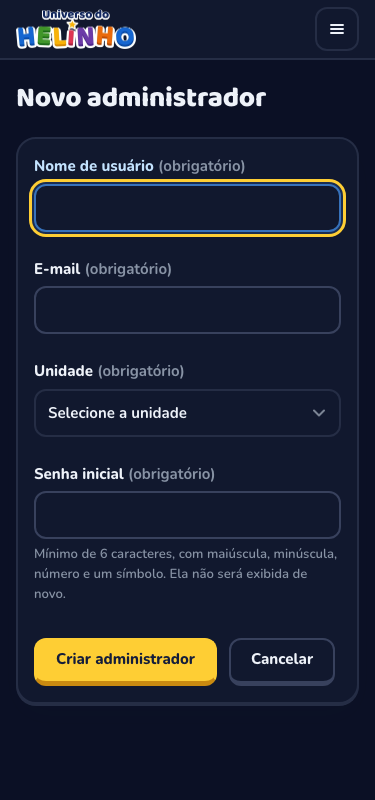 Universo do
HELINHO
Novo administrador
Nome de usuário (obrigatório)
E-mail (obrigatório)
Unidade (obrigatório)
Selecione a unidade
Senha inicial (obrigatório)
Mínimo de 6 caracteres, com maiúscula, minúscula,
número e um símbolo. Ela não será exibida de
novo.
Criar administrador
Cancelar